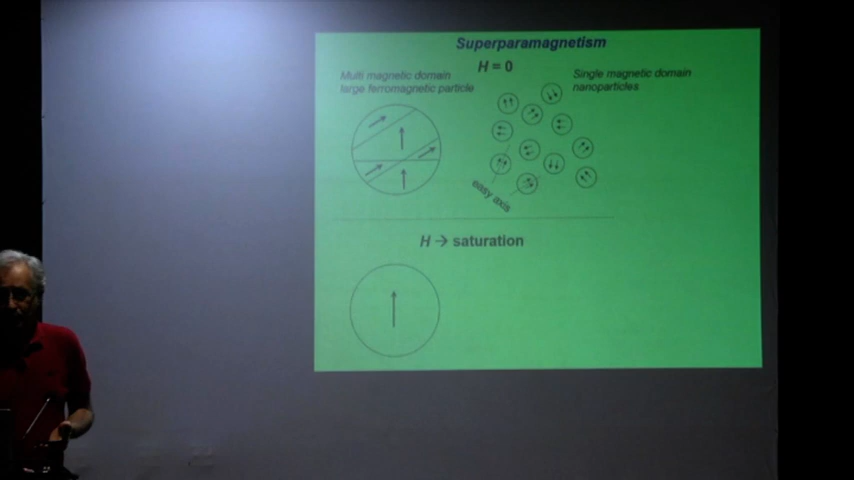 Superparamagnetism
H = 0
Multi magnetic domain
large ferromagnetic particle
Single magnetic domain
nanoparticles
easy axis
H → saturation